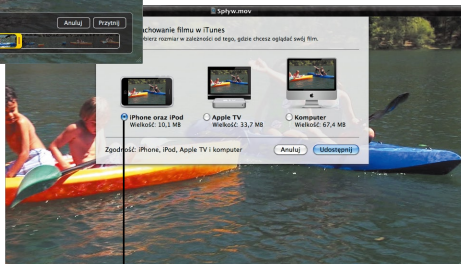 Spływ.mov
Anuluj
Przytnij
achowanie filmu w iTunes
bierz rozmiar w zależności od tego, gdzie chcesz oglądać swój film.
iPhone oraz iPod
Wielkość: 10,1 MB
Apple TV
Wielkość: 33,7 MB
Komputer
Wielkość: 67,4 MB
Zgodność: iPhone, iPod, Apple TV i komputer
Anuluj
Udostępnij